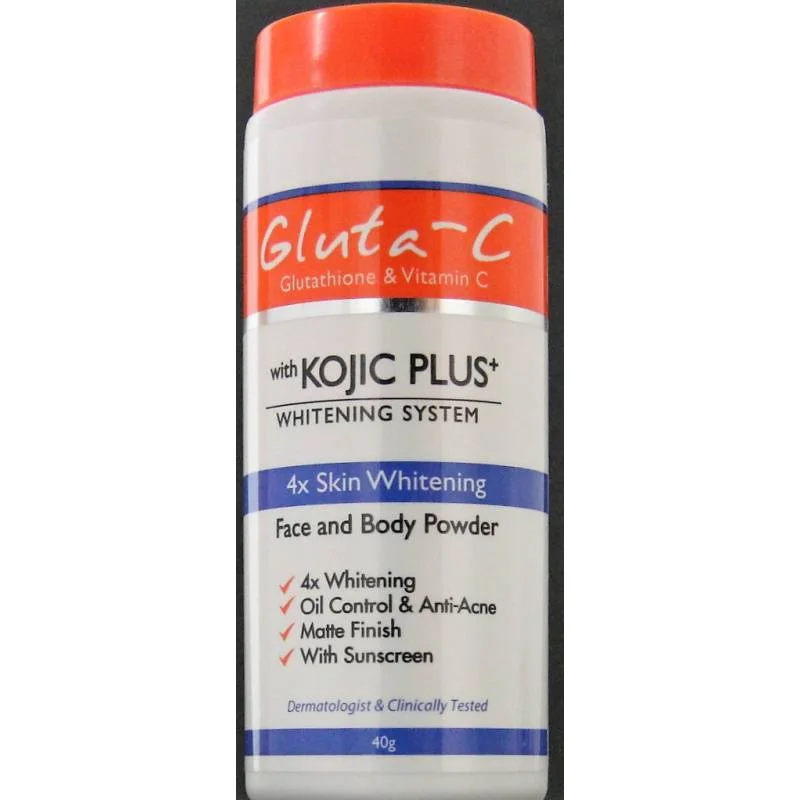 Gluta-C
Glutathione & Vitamin C
with KOJIC PLUS+
WHITENING SYSTEM
4x Skin Whitening
Face and Body Powder
✓ 4x Whitening
✓ Oil Control & Anti-Acne
✓ Matte Finish
✓ With Sunscreen
Dermatologist & Clinically Tested
40g